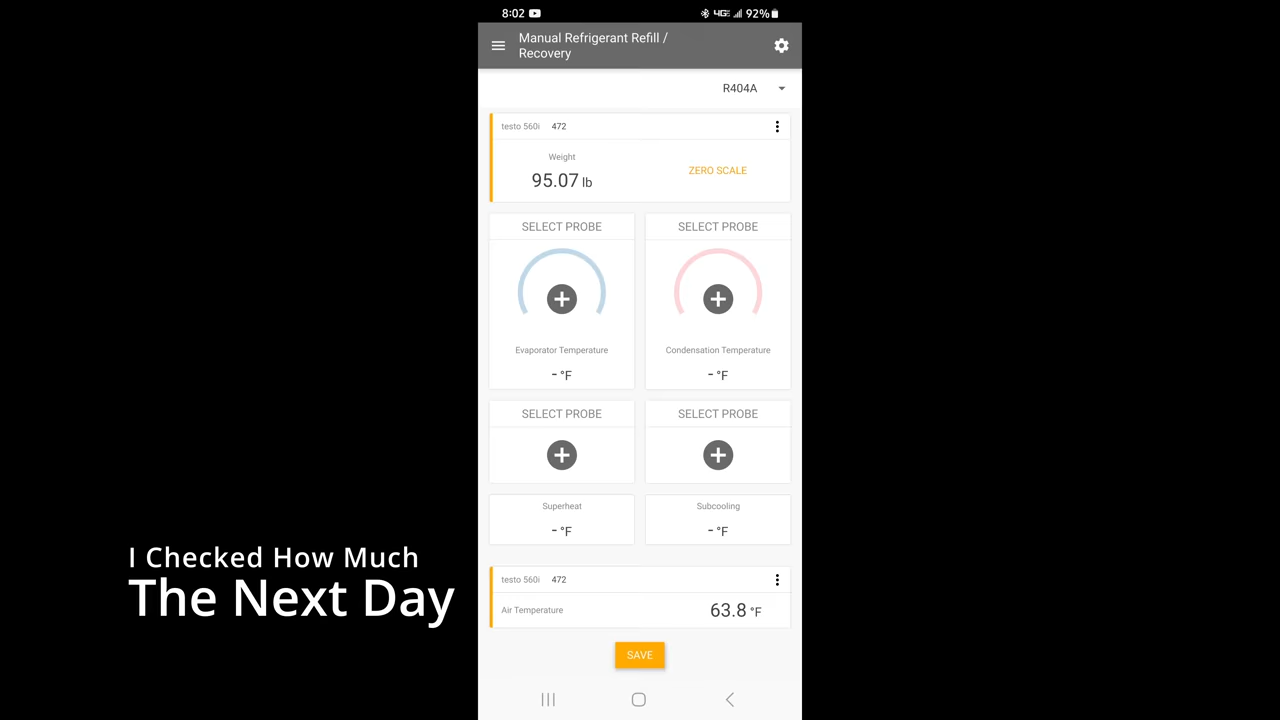 8:02
4G 92%
Manual Refrigerant Refill /
Recovery
R404A
testo 560i 472
Weight
95.07 lb
ZERO SCALE
SELECT PROBE SELECT PROBE
Evaporator Temperature Condensation Temperature
- °F - °F
SELECT PROBE SELECT PROBE
Superheat Subcooling
- °F - °F
testo 560i 472
Air Temperature 63.8 °F
SAVE
I Checked How Much
The Next Day